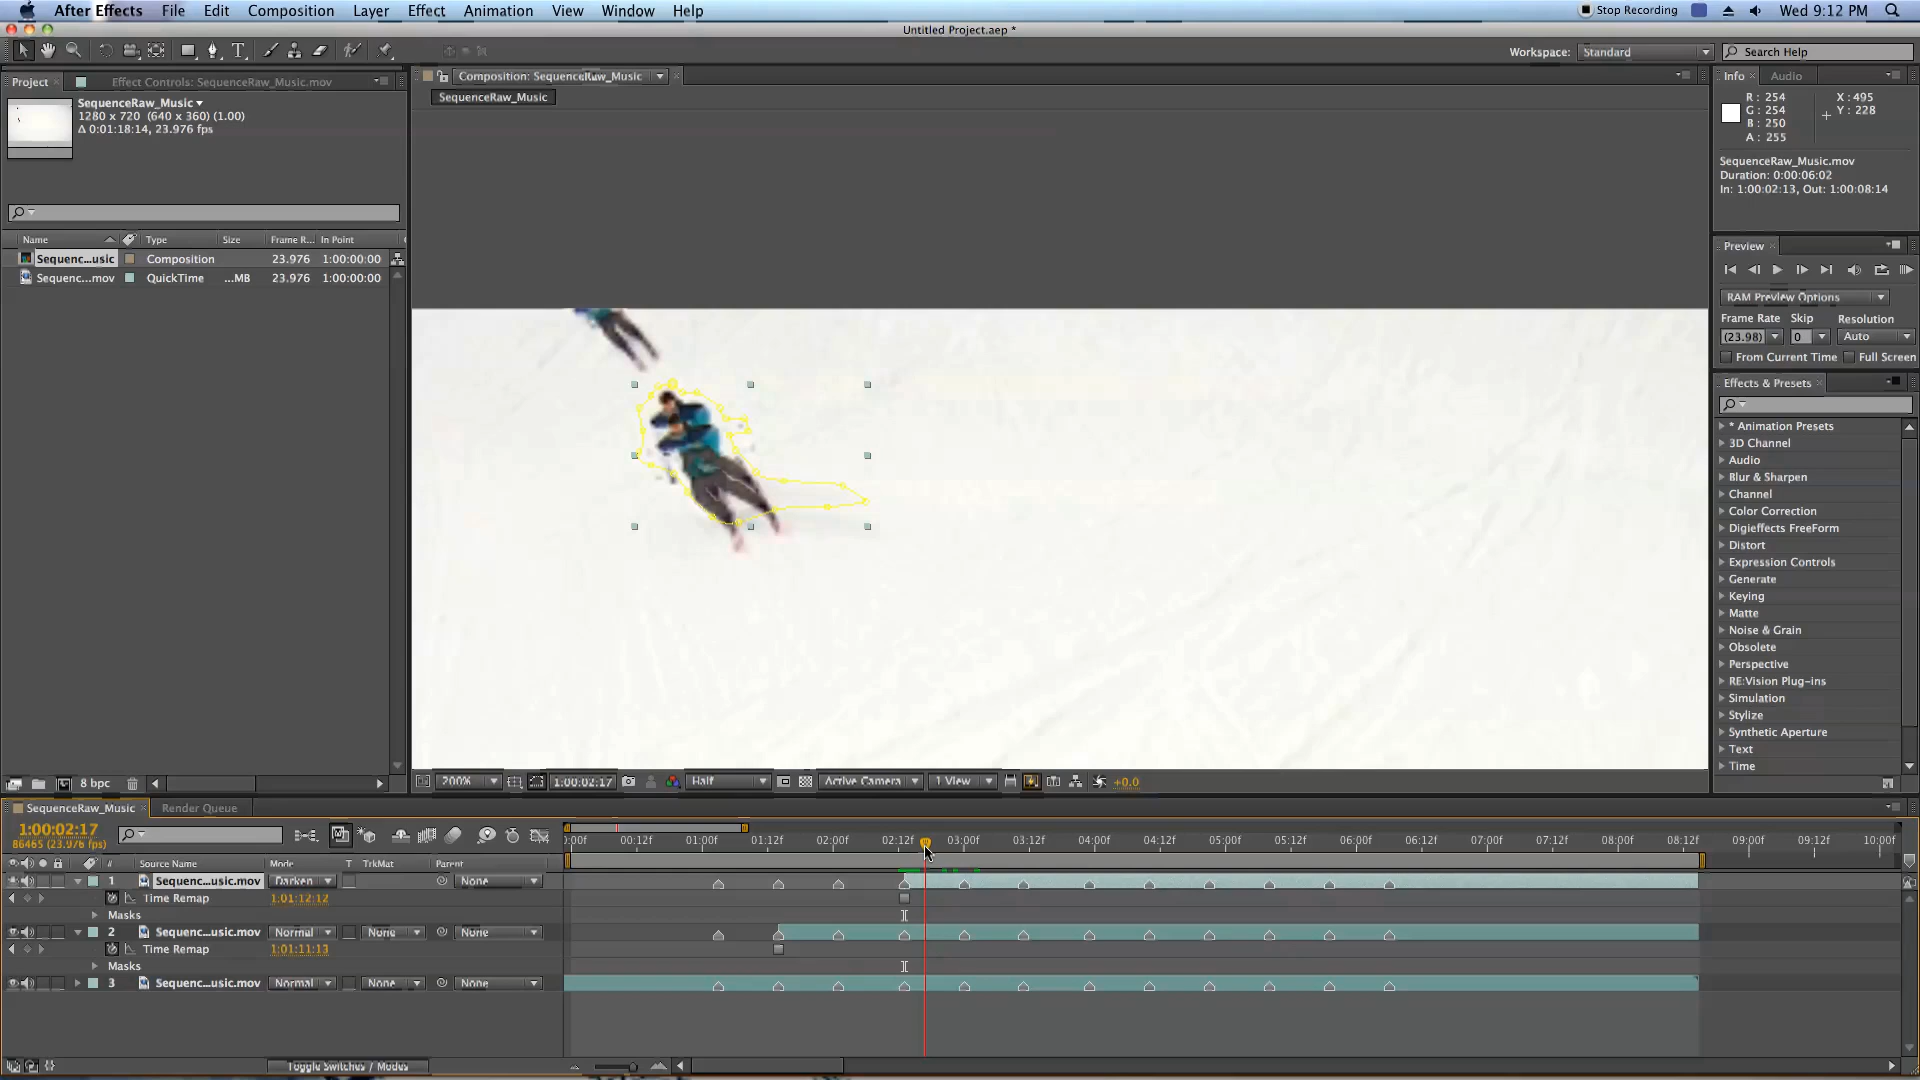 After Effects File Edit Composition Layer Effect Animation View Window Help Stop Recording Wed 9:12 PM
Untitled Project.aep *
Workspace: Standard Search Help
Project Effect Controls: SequenceRaw_Music.mov Composition: SequenceRaw_Music Info Audio
SequenceRaw_Music
SequenceRaw_Music
1280 x 720 (640 x 360) (1.00)
Δ 0:01:18:14, 23.976 fps
R : 254 X : 495
G : 254 Y : 228
B : 250
A : 255
SequenceRaw_Music.mov
Duration: 0:00:06:02
In: 1:00:02:13, Out: 1:00:08:14
Name Type Size Frame R... In Point
Sequenc...usic Composition 23.976 1:00:00:00
Sequenc...mov QuickTime ...MB 23.976 1:00:00:00
Preview
RAM Preview Options
Frame Rate Skip Resolution
(23.98) 0 Auto
From Current Time Full Screen
Effects & Presets
* Animation Presets
3D Channel
Audio
Blur & Sharpen
Channel
Color Correction
Digieffects FreeForm
Distort
Expression Controls
Generate
Keying
Matte
Noise & Grain
Obsolete
Perspective
RE:Vision Plug-ins
Simulation
Stylize
Synthetic Aperture
Text
Time
8 bpc 200% 1:00:02:17 Half Active Camera 1 View +0.0
SequenceRaw_Music Render Queue
1:00:02:17
86465 (23.976 fps)
:00f 00:12f 01:00f 01:12f 02:00f 02:12f 03:00f 03:12f 04:00f 04:12f 05:00f 05:12f 06:00f 06:12f 07:00f 07:12f 08:00f 08:12f 09:00f 09:12f 10:00f
# Source Name Mode T TrkMat Parent
1 Sequenc...usic.mov Darken None
Time Remap 1:01:12:12
Masks
2 Sequenc...usic.mov Normal None None
Time Remap 1:01:11:13
Masks
3 Sequenc...usic.mov Normal None None
Toggle Switches / Modes